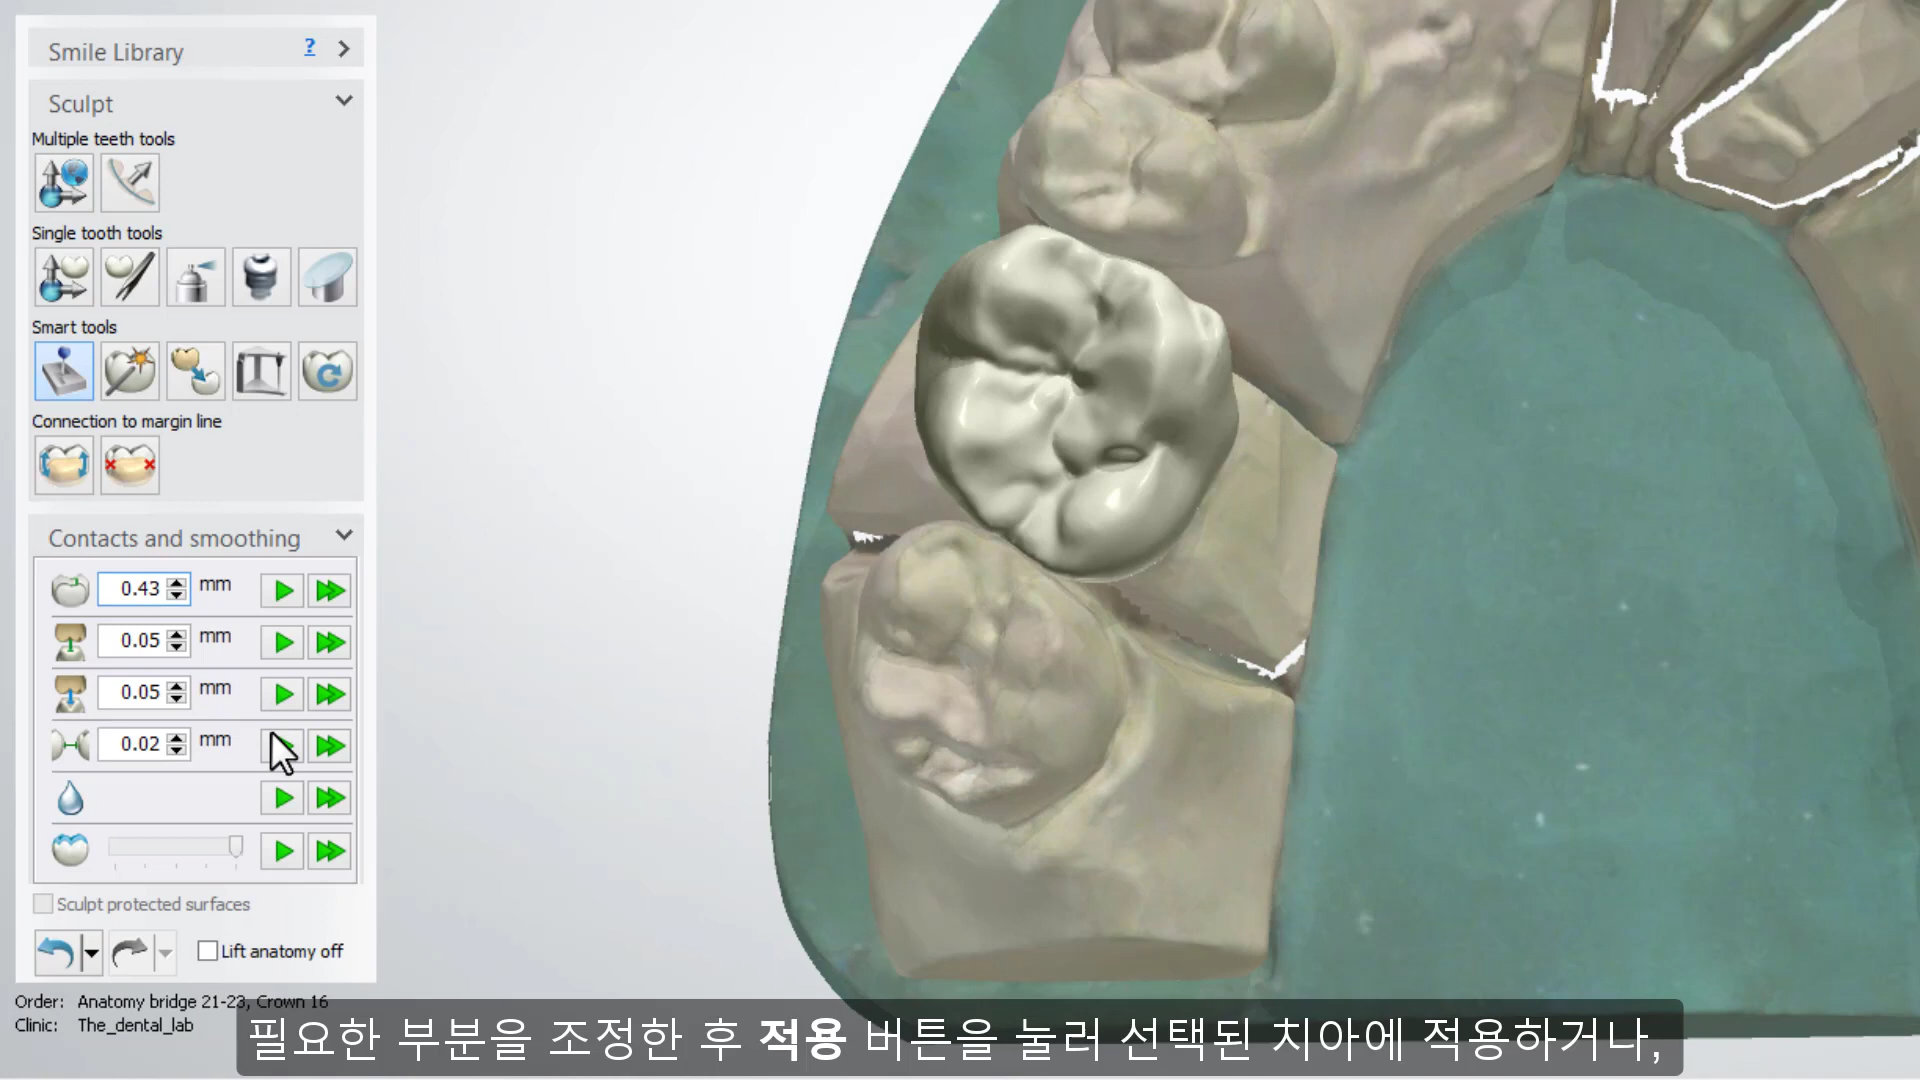 Smile Library
?
Sculpt
Multiple teeth tools
Single tooth tools
Smart tools
Connection to margin line
Contacts and smoothing
0.43 mm
0.05 mm
0.05 mm
0.02 mm
Sculpt protected surfaces
Lift anatomy off
Order: Anatomy bridge 21-23, Crown 16
Clinic: The_dental_lab
필요한 부분을 조정한 후 적용 버튼을 눌러 선택된 치아에 적용하거나,